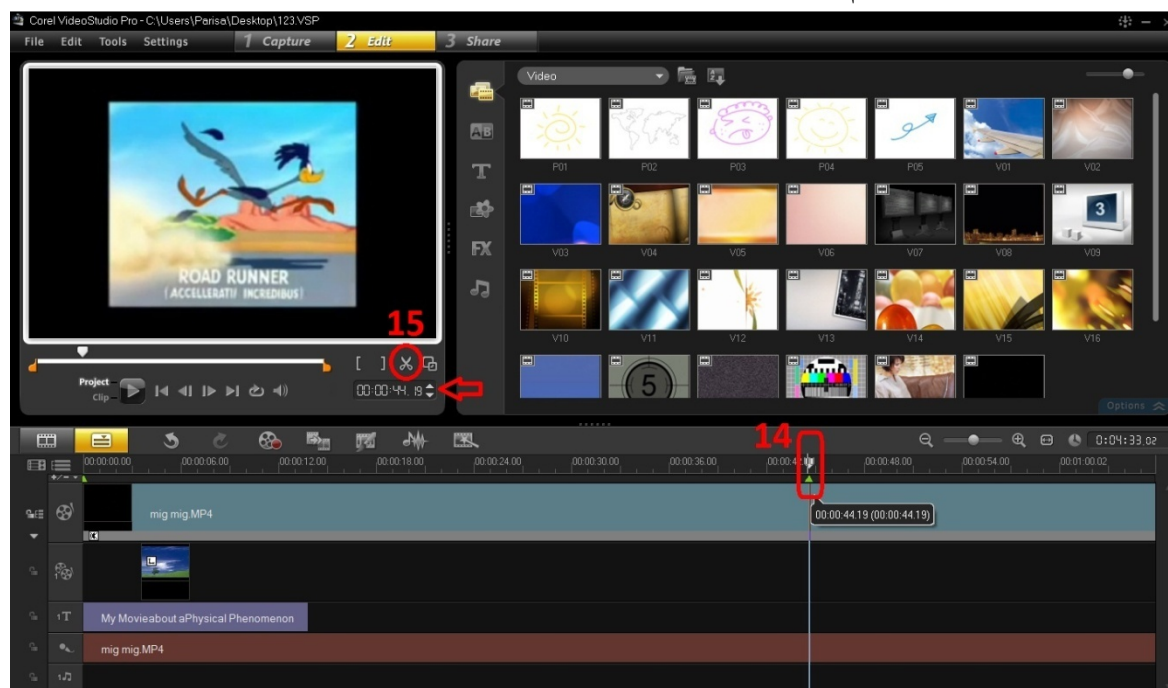 Corel VideoStudio Pro - C:\Users\Parisa\Desktop\123.VSP
File Edit Tools Settings 1 Capture 2 Edit 3 Share
Video
P01 P02 P03 P04 P05 V01 V02
3
V03 V04 V05 V06 V07 V08 V09
ROAD RUNNER
(ACCELLERATII INCREDIBUS)
15
V10 V11 V12 V13 V14 V15 V16
Project
Clip
[ ]
00:00:44.19
5
Options
14
0:04:33.02
00:00:00.00 00:00:06.00 00:00:12.00 00:00:18.00 00:00:24.00 00:00:30.00 00:00:36.00 00:00:48.00 00:00:54.00 00:01:00.02
mig mig.MP4
00:00:44.19 (00:00:44.19)
1T My Movieabout aPhysical Phenomenon
mig mig.MP4